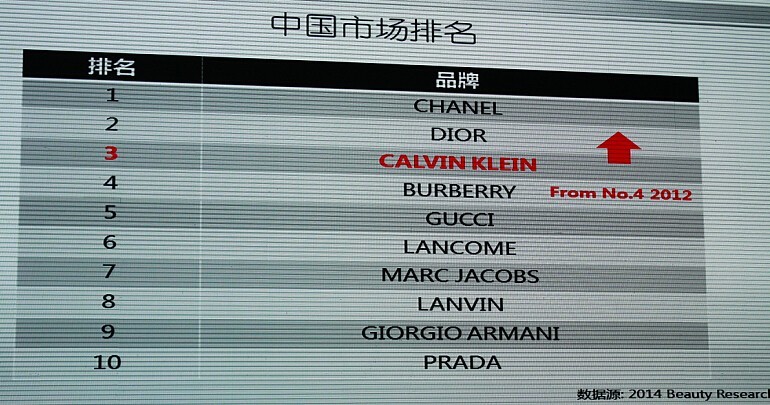 中国市场排名
排名 品牌
1 CHANEL
2 DIOR
3 CALVIN KLEIN
4 BURBERRY From No.4 2012
5 GUCCI
6 LANCOME
7 MARC JACOBS
8 LANVIN
9 GIORGIO ARMANI
10 PRADA
数据源: 2014 Beauty Research